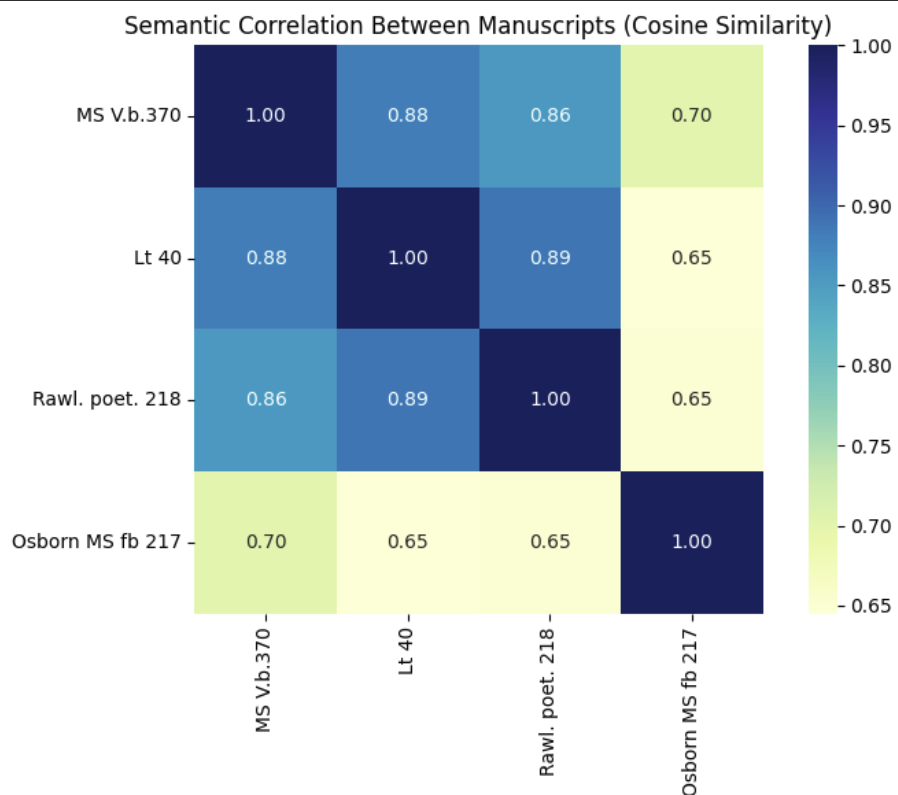 Semantic Correlation Between Manuscripts (Cosine Similarity)
MS V.b.370 1.00 0.88 0.86 0.70
Lt 40 0.88 1.00 0.89 0.65
Rawl. poet. 218 0.86 0.89 1.00 0.65
Osborn MS fb 217 0.70 0.65 0.65 1.00
MS V.b.370
Lt 40
Rawl. poet. 218
Osborn MS fb 217
1.00
0.95
0.90
0.85
0.80
0.75
0.70
0.65